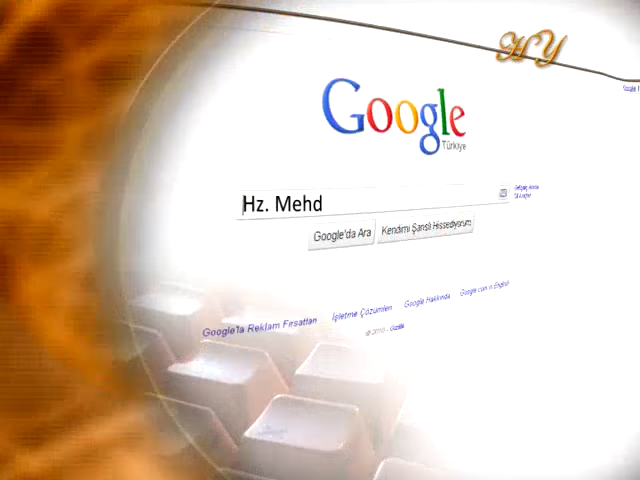 HY
Google
Türkiye
Hz. Mehd
Google'da Ara
Kendimi Şanslı Hissediyorum
Google'la Reklam Fırsatları
İşletme Çözümleri
Google Hakkında
Google.com in English